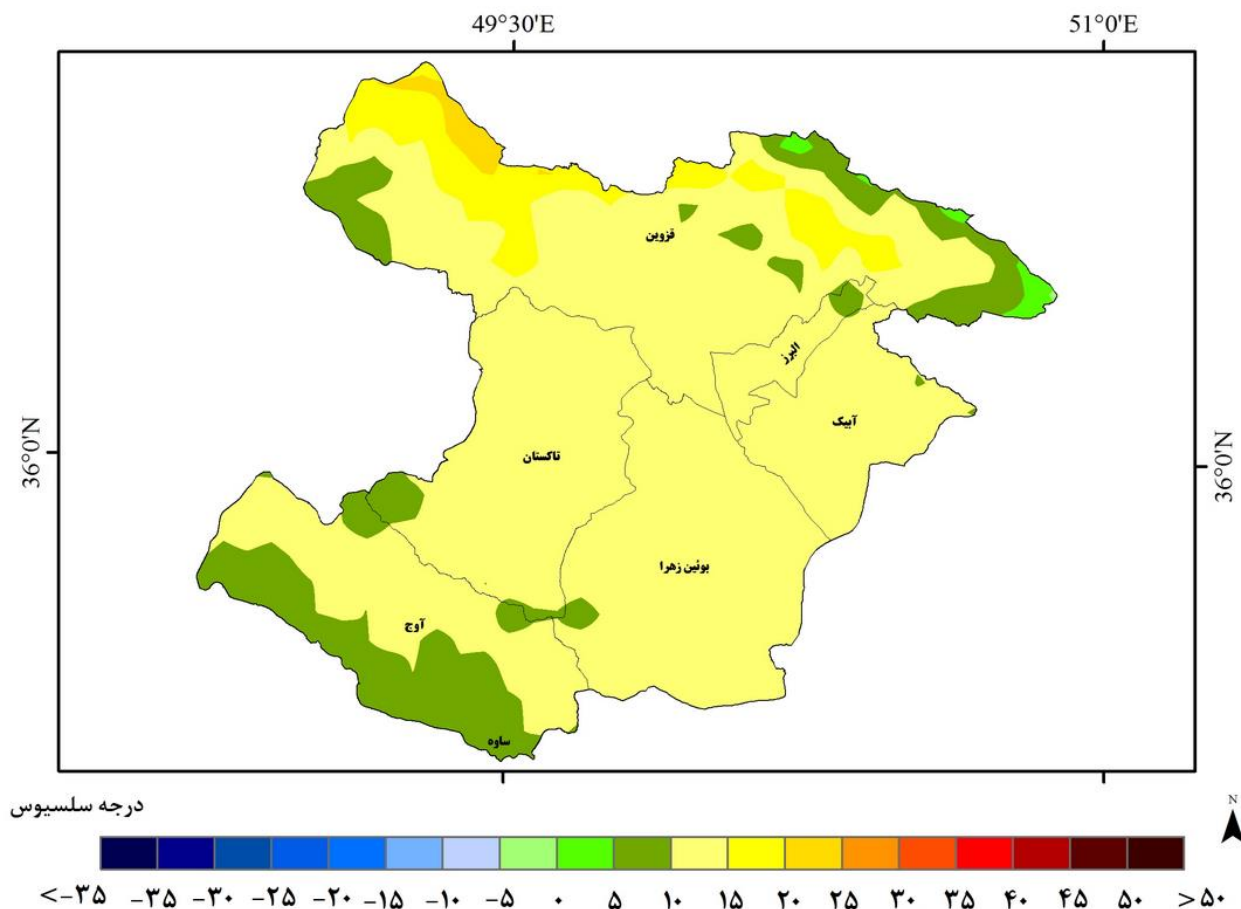 49°30'E 51°0'E
قزوین
البرز
آبیک
36°0'N 36°0'N
تاکستان
بوئین زهرا
آوج
ساوه
درجه سلسیوس
N
<-۳۵ -۳۵ -۳۰ -۲۵ -۲۰ -۱۵ -۱۰ -۵ ۰ ۵ ۱۰ ۱۵ ۲۰ ۲۵ ۳۰ ۳۵ ۴۰ ۴۵ ۵۰ >۵۰